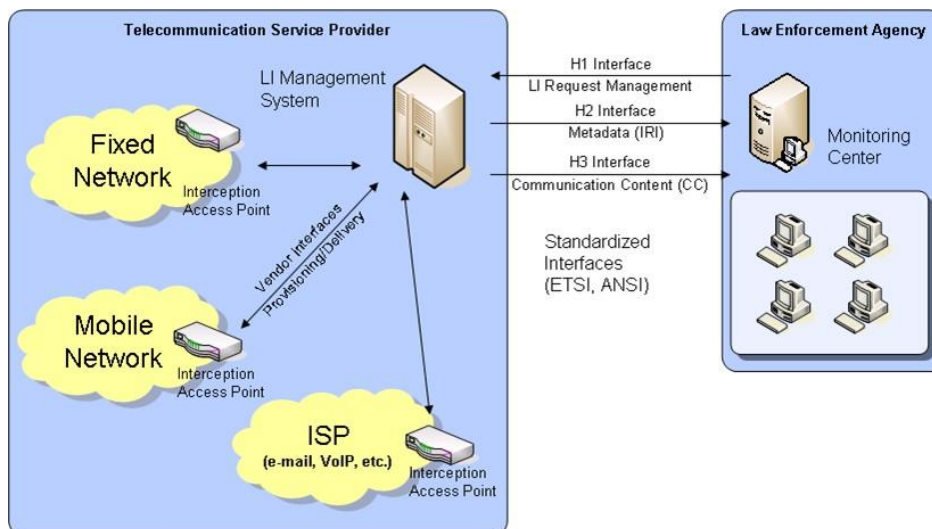 Telecommunication Service Provider
LI Management
System
Fixed
Network
Interception
Access Point
Vendor Interfaces
Provisioning/Delivery
Mobile
Network
Interception
Access Point
ISP
(e-mail, VoIP, etc.)
Interception
Access Point
H1 Interface
LI Request Management
H2 Interface
Metadata (IRI)
H3 Interface
Communication Content (CC)
Standardized
Interfaces
(ETSI, ANSI)
Law Enforcement Agency
Monitoring
Center